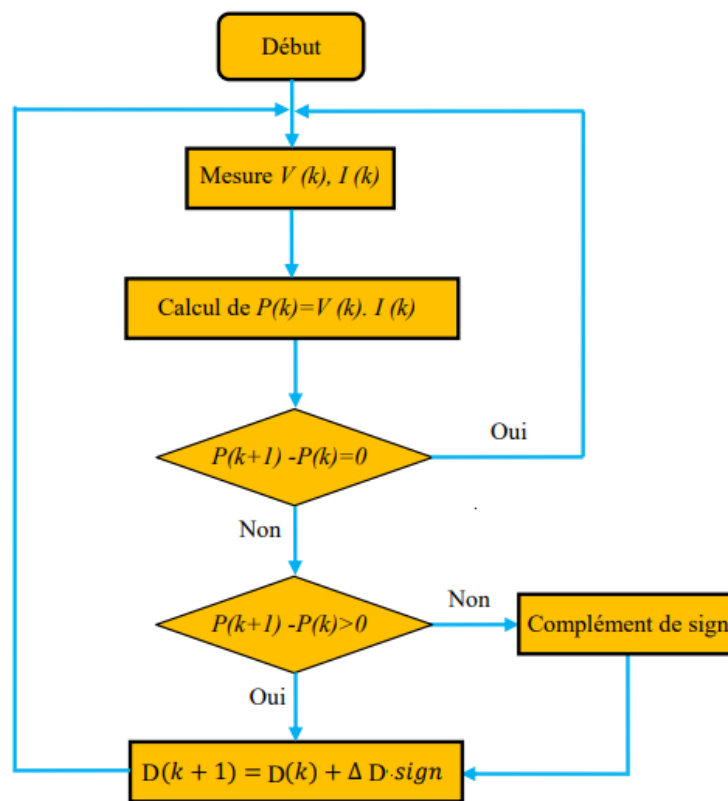 Début
Mesure V (k), I (k)
Calcul de P(k)=V (k). I (k)
P(k+1) -P(k)=0
Oui
Non
P(k+1) -P(k)>0
Non
Complément de sign
Oui
D(k + 1) = D(k) + Δ D·sign